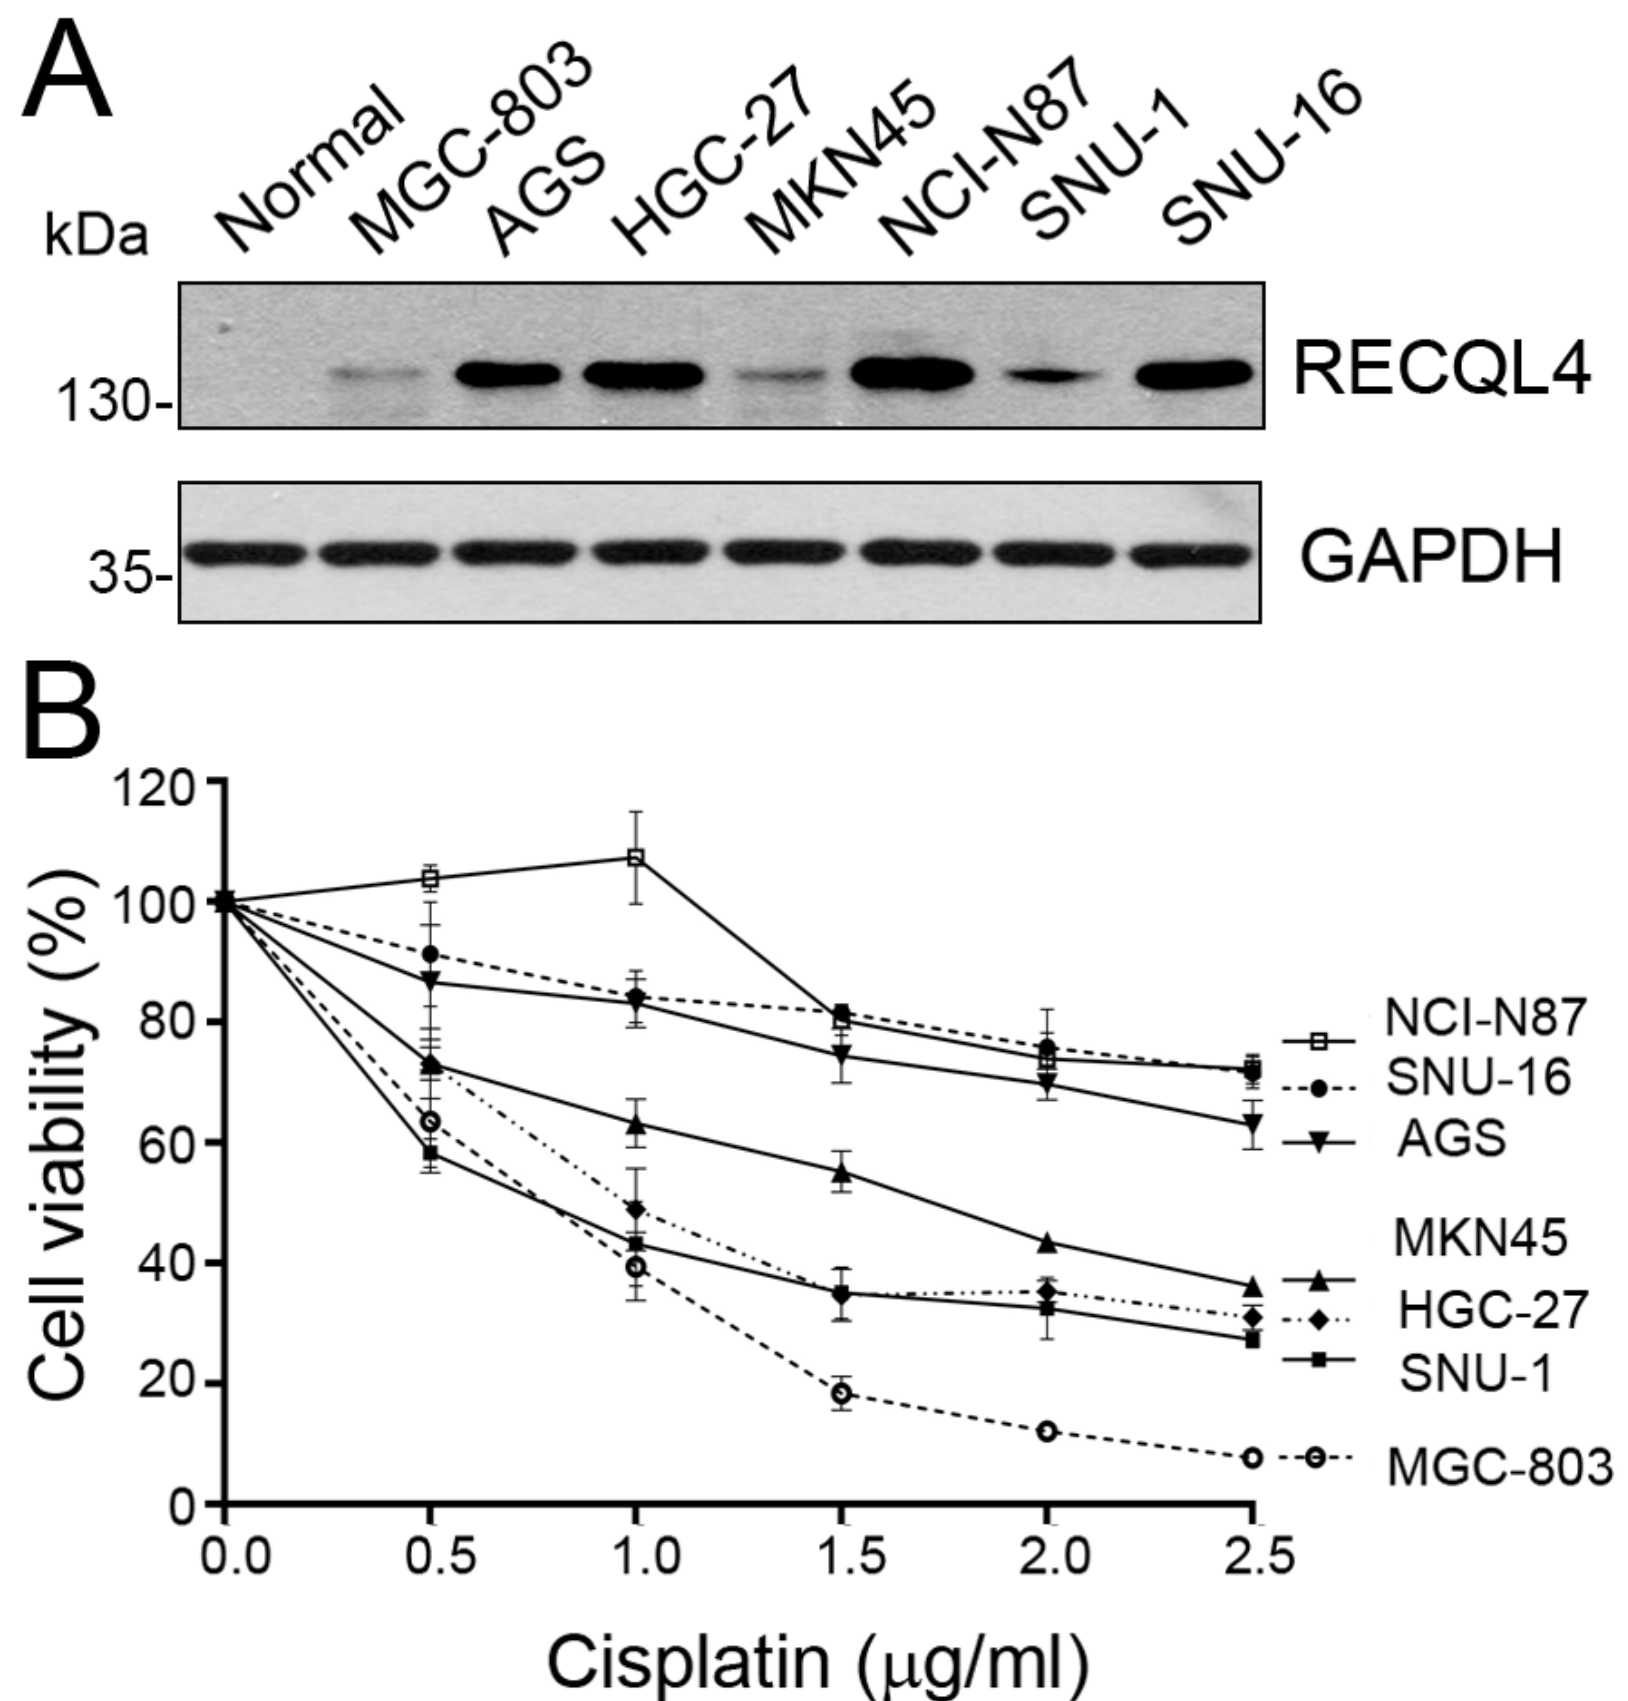 A
Normal
MGC-803
AGS
HGC-27
MKN45
NCI-N87
SNU-1
SNU-16
kDa
130-
RECQL4
35-
GAPDH
B
120
100
80
60
40
20
0
Cell viability (%)
0.0 0.5 1.0 1.5 2.0 2.5
Cisplatin (μg/ml)
NCI-N87
SNU-16
AGS
MKN45
HGC-27
SNU-1
MGC-803